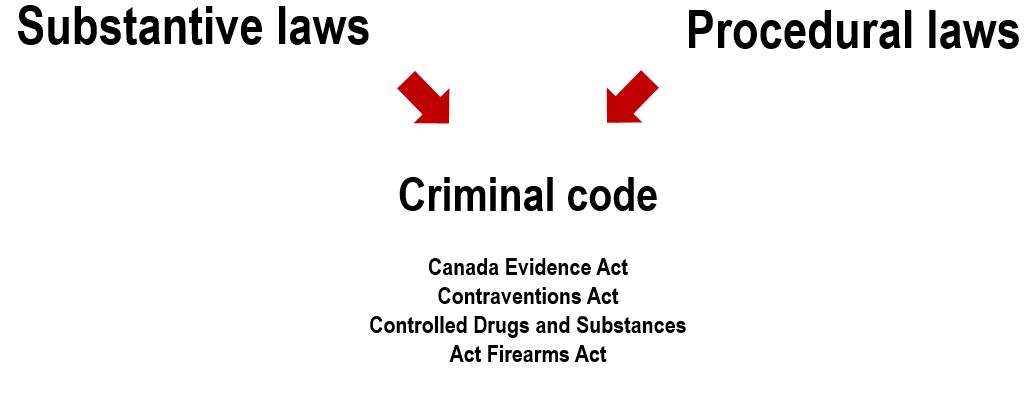 Substantive laws
Procedural laws
Criminal code
Canada Evidence Act
Contraventions Act
Controlled Drugs and Substances
Act Firearms Act